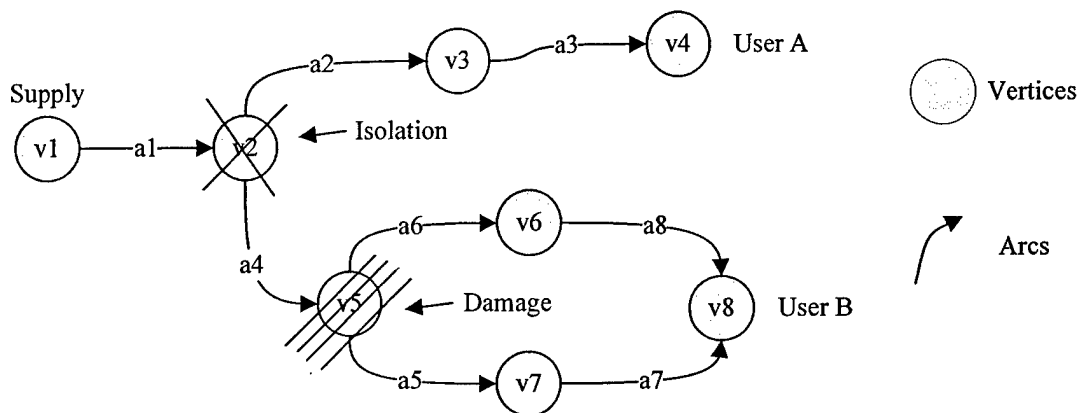 v4
User A
a3
v3
a2
Supply
Vertices
Isolation
v1
a1
v2
v6
a6
a8
Arcs
a4
v5
Damage
v8
User B
a5
v7
a7